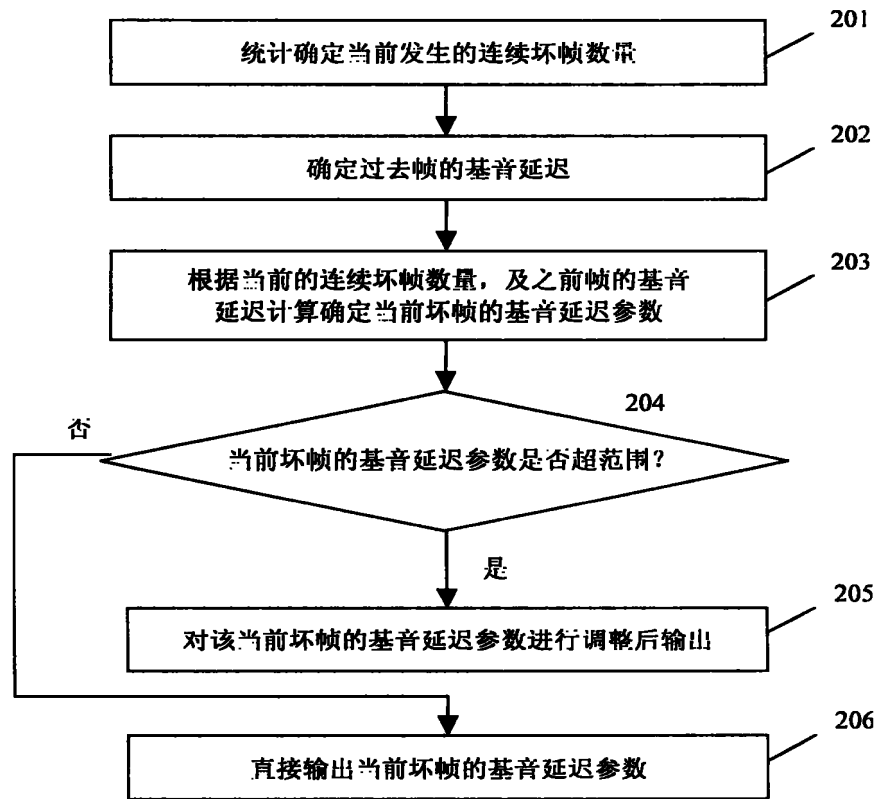 201
统计确定当前发生的连续坏帧数量
202
确定过去帧的基音延迟
203
根据当前的连续坏帧数量，及之前帧的基音
延迟计算确定当前坏帧的基音延迟参数
204
否
当前坏帧的基音延迟参数是否超范围？
是
205
对该当前坏帧的基音延迟参数进行调整后输出
206
直接输出当前坏帧的基音延迟参数